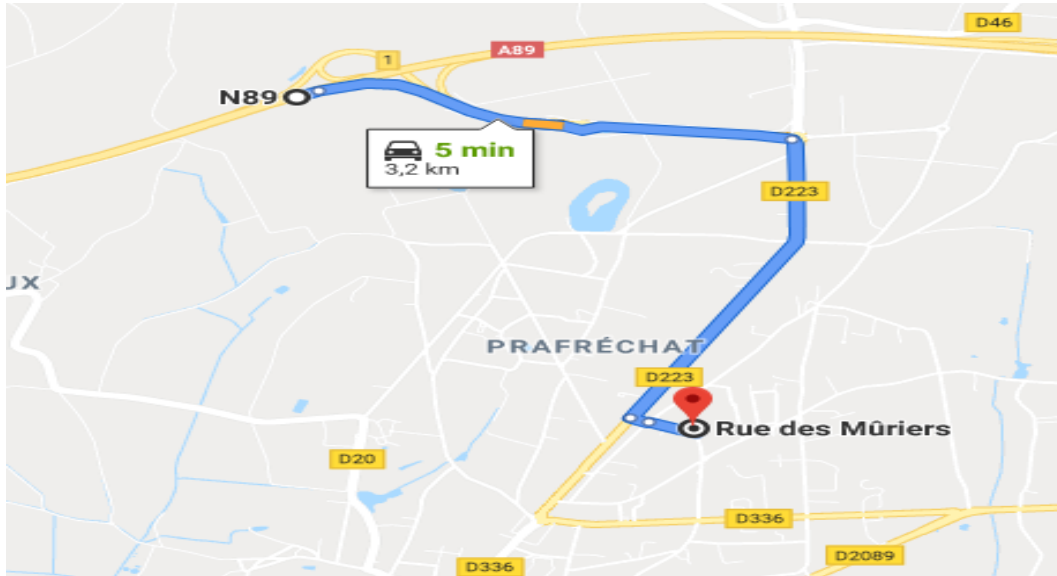 D46
A89
1
N89
5 min
3,2 km
D223
UX
PRAFRÉCHAT
D223
Rue des Mûriers
D20
D336
D2089
D336